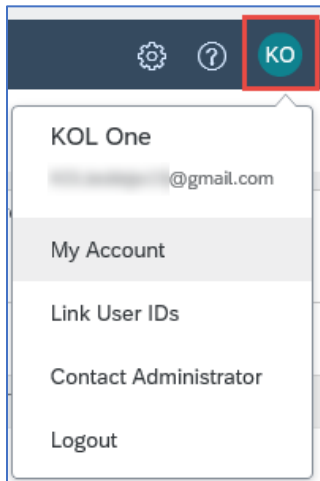 KO
KOL One
@gmail.com
My Account
Link User IDs
Contact Administrator
Logout